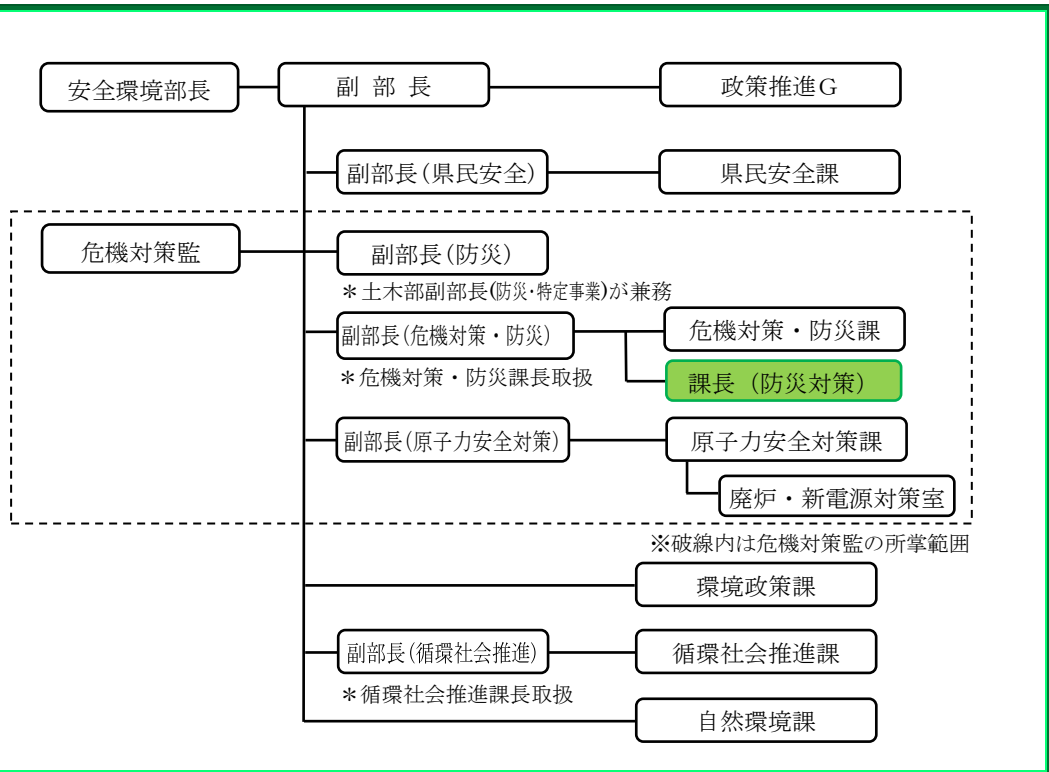 安全環境部長
副 部 長
政策推進G
副部長(県民安全)
県民安全課
危機対策監
副部長(防災)
＊土木部副部長(防災・特定事業)が兼務
副部長(危機対策・防災)
危機対策・防災課
＊危機対策・防災課長取扱
課長（防災対策）
副部長(原子力安全対策)
原子力安全対策課
廃炉・新電源対策室
※破線内は危機対策監の所掌範囲
環境政策課
副部長(循環社会推進)
循環社会推進課
＊循環社会推進課長取扱
自然環境課